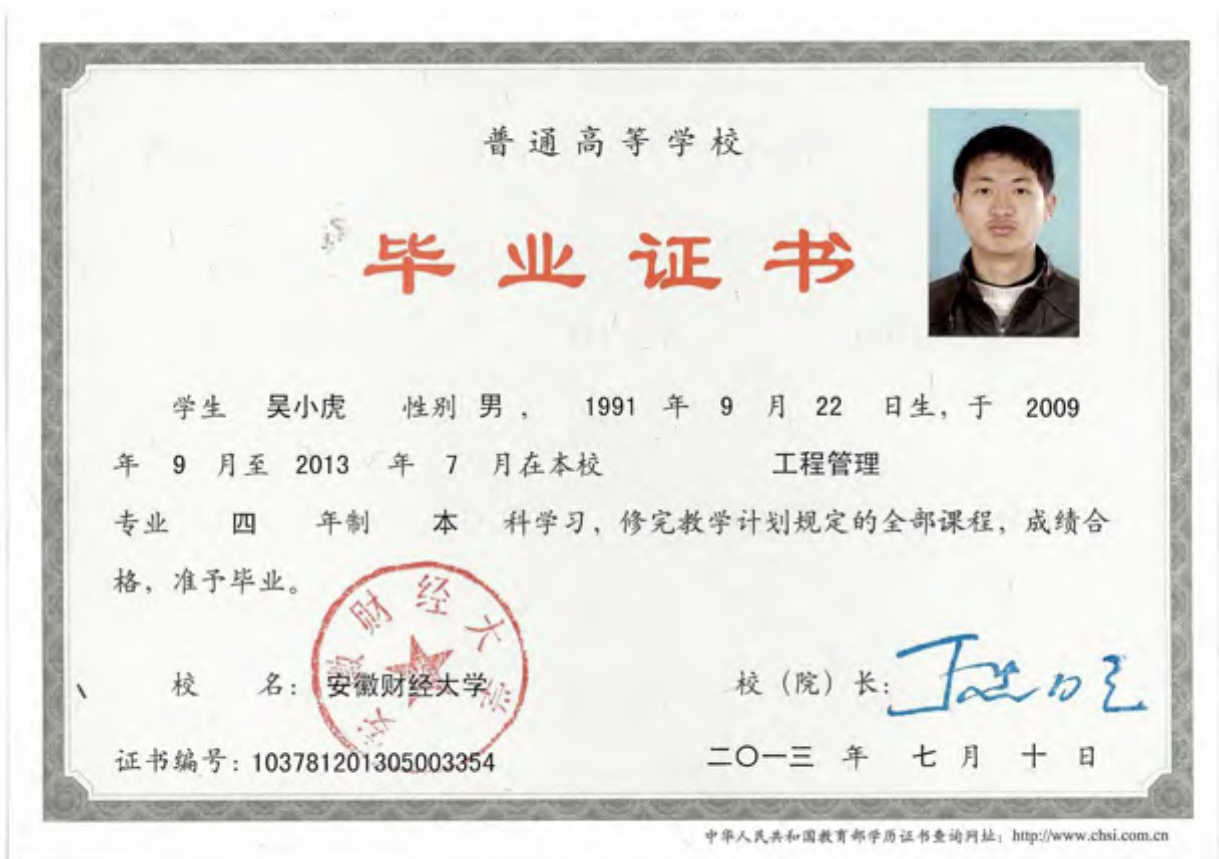 普通高等学校
毕业证书
学生 吴小虎 性别 男， 1991 年 9 月 22 日生，于 2009
年 9 月至 2013 年 7 月在本校 工程管理
专业 四 年制 本 科学习，修完教学计划规定的全部课程，成绩合
格，准予毕业。
安徽财经大学
校 名：安徽财经大学 校（院）长：
证书编号：103781201305003354 二〇一三 年 七 月 十 日
中华人民共和国教育部学历证书查询网址：http://www.chsi.com.cn